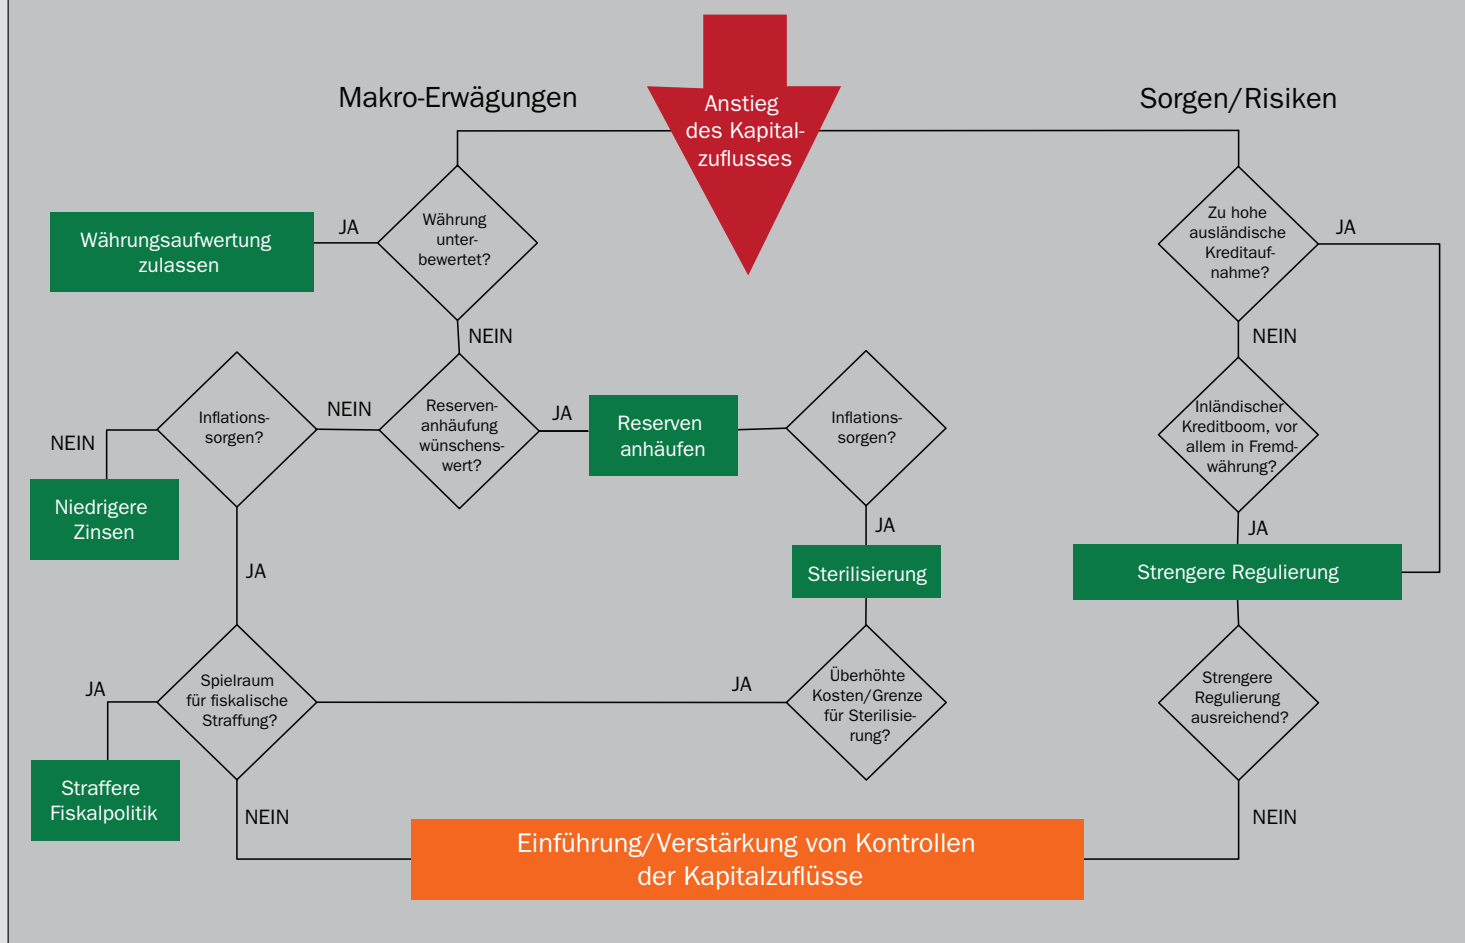 Makro-Erwägungen
Anstieg
des Kapital-
zuflusses
Sorgen/Risiken
Währungsaufwertung
zulassen
JA
Währung
unter-
bewertet?
Zu hohe
ausländische
Kreditauf-
nahme?
JA
NEIN
NEIN
NEIN
Inflations-
sorgen?
NEIN
Reserven-
anhäufung
wünschens-
wert?
JA
Reserven
anhäufen
Inflations-
sorgen?
Inländischer
Kreditboom, vor
allem in Fremd-
währung?
Niedrigere
Zinsen
JA
JA
JA
Sterilisierung
Strengere Regulierung
JA
Spielraum
für fiskalische
Straffung?
JA
Überhöhte
Kosten/Grenze
für Sterilisie-
rung?
Strengere
Regulierung
ausreichend?
Straffere
Fiskalpolitik
NEIN
NEIN
Einführung/Verstärkung von Kontrollen
der Kapitalzuflüsse